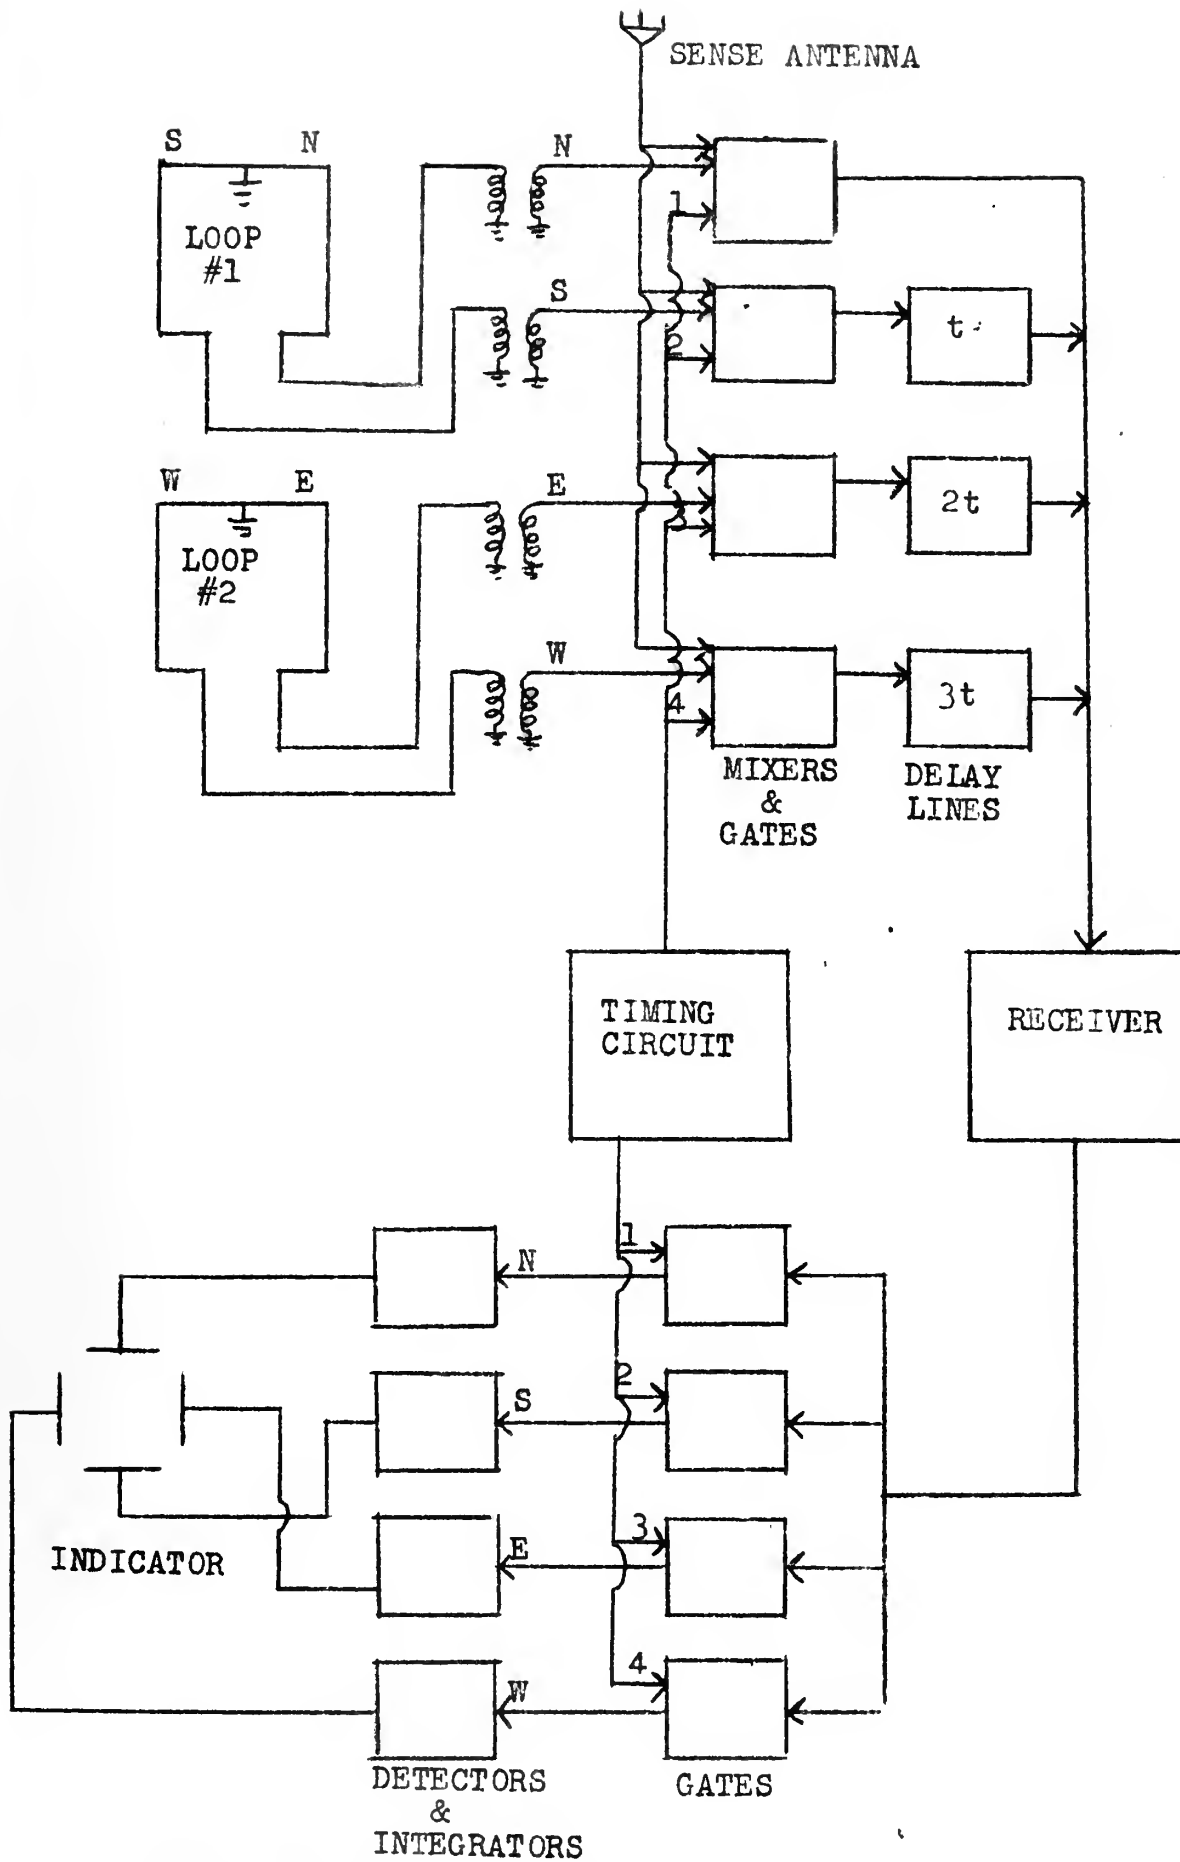 SENSE ANTENNA
S N
N
LOOP
#1
1
S
2
t
W E
E
LOOP
#2
3
2t
W
4
3t
MIXERS
&
GATES
DELAY
LINES
TIMING
CIRCUIT
RECEIVER
1
N
2
S
3
E
INDICATOR
4
W
DETECTORS
&
INTEGRATORS
GATES